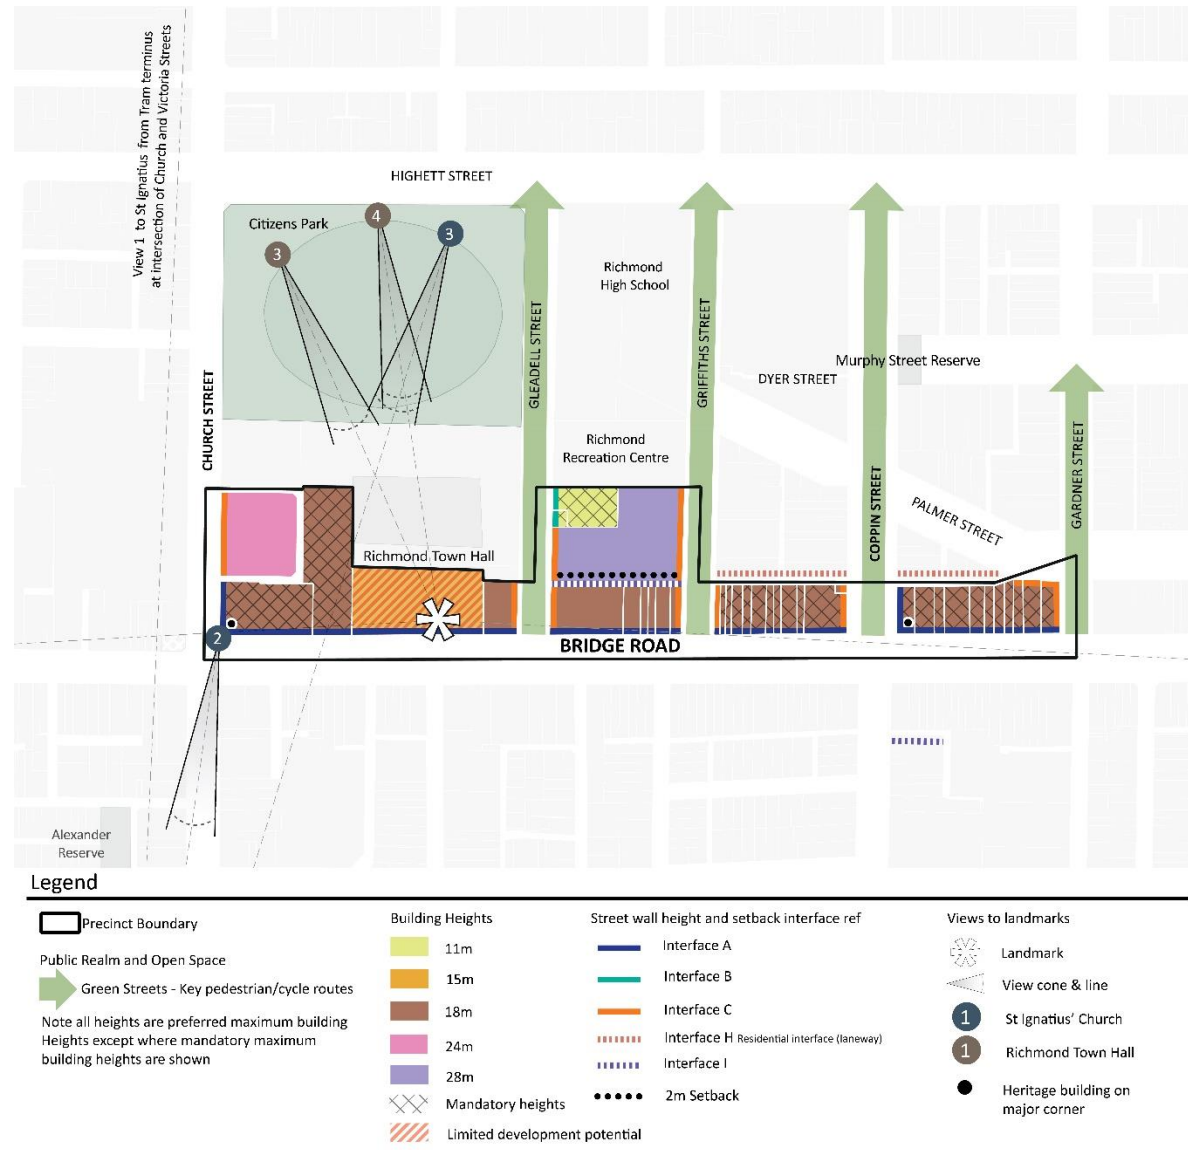 View 1 to St Ignatius from Tram terminus
at intersection of Church and Victoria Streets
HIGHETT STREET
Citizens Park
4
3
3
Richmond
High School
GLEADELL STREET
GRIFFITHS STREET
Murphy Street Reserve
DYER STREET
CHURCH STREET
Richmond
Recreation Centre
COPPIN STREET
GARDNER STREET
PALMER STREET
Richmond Town Hall
2
BRIDGE ROAD
Alexander
Reserve
Legend
Precinct Boundary
Public Realm and Open Space
Green Streets - Key pedestrian/cycle routes
Note all heights are preferred maximum building
Heights except where mandatory maximum
building heights are shown
Building Heights
11m
15m
18m
24m
28m
Mandatory heights
Limited development potential
Street wall height and setback interface ref
Interface A
Interface B
Interface C
Interface H Residential interface (laneway)
Interface I
2m Setback
Views to landmarks
Landmark
View cone & line
1 St Ignatius' Church
1 Richmond Town Hall
Heritage building on
major corner